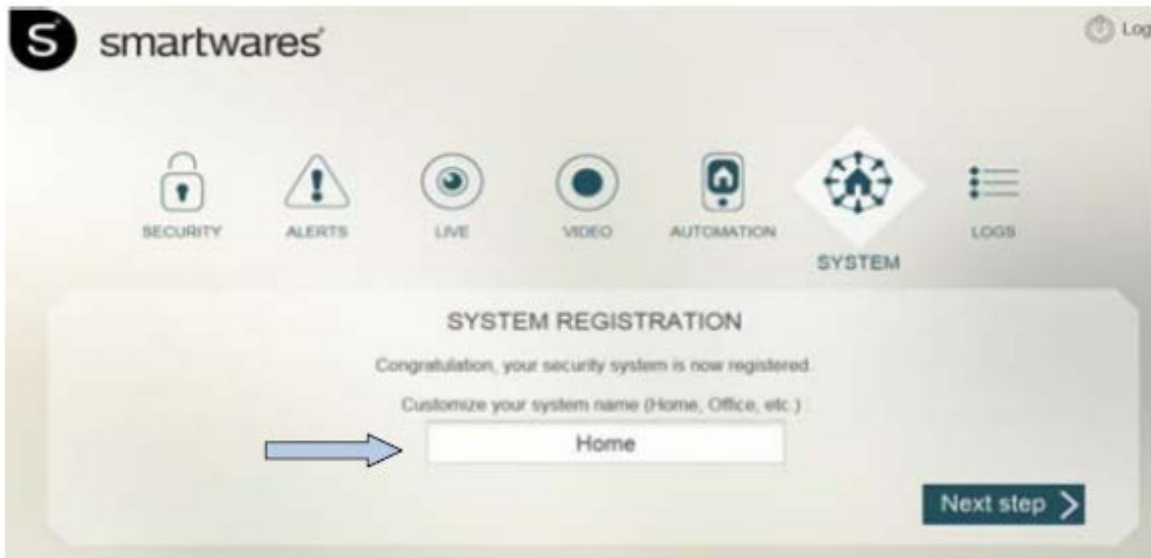 smartwares
Log
SECURITY
ALERTS
LIVE
VIDEO
AUTOMATION
SYSTEM
LOGS
SYSTEM REGISTRATION
Congratulation, your security system is now registered.
Customize your system name (Home, Office, etc.)
Home
Next step